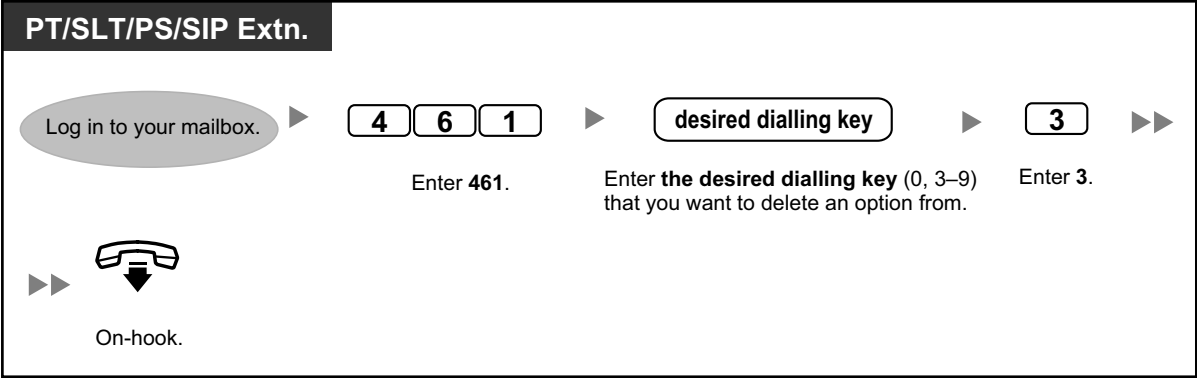 PT/SLT/PS/SIP Extn.
Log in to your mailbox.
4 6 1
desired dialling key
3
Enter 461.
Enter the desired dialling key (0, 3–9)
that you want to delete an option from.
Enter 3.
On-hook.